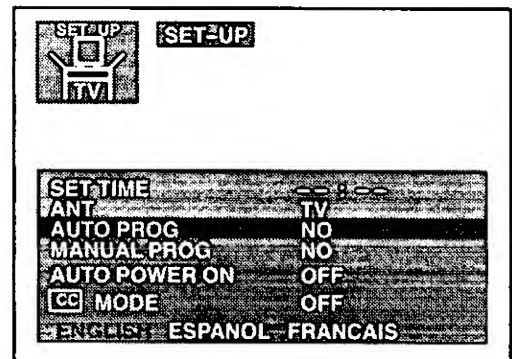 SET UP SET-UP
TV
SET TIME --:--
ANT TV
AUTO PROG NO
MANUAL PROG NO
AUTO POWER ON OFF
CC MODE OFF
ENGLISH ESPANOL FRANCAIS